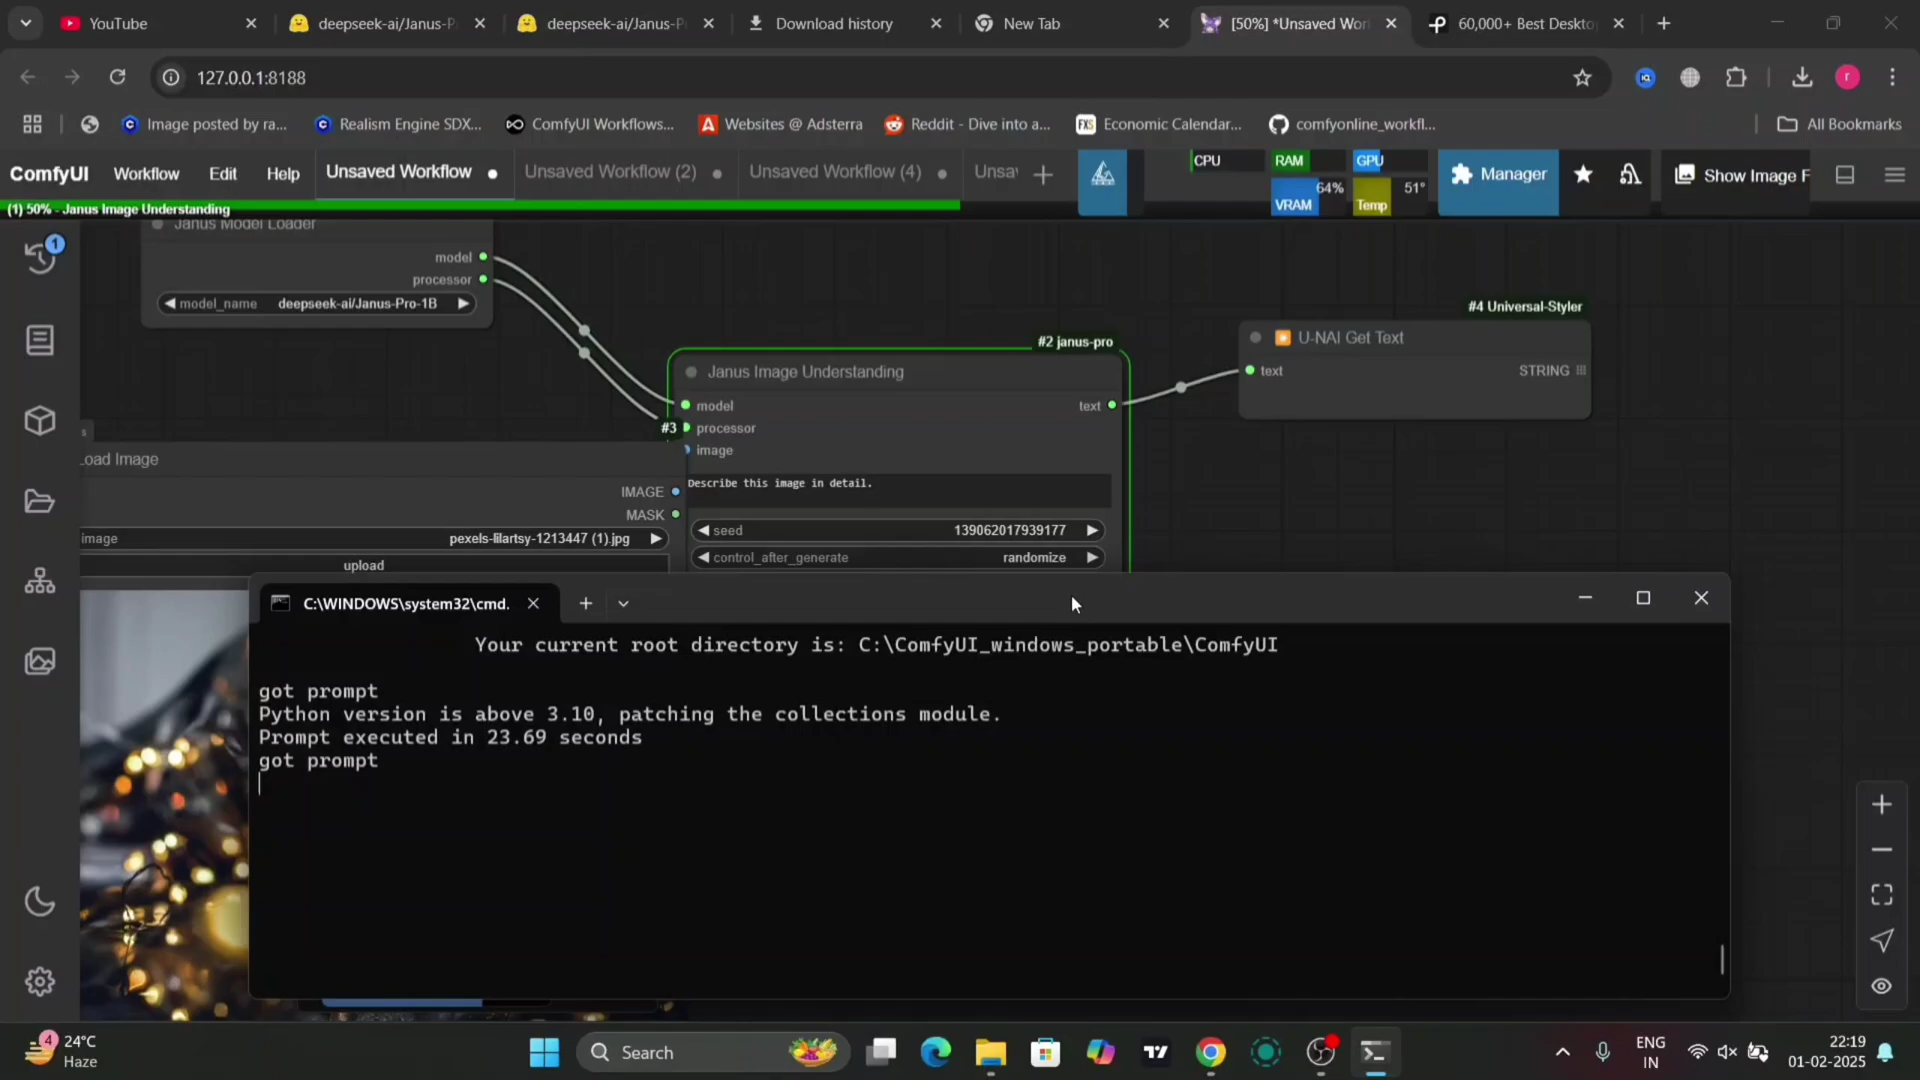 YouTube
deepseek-ai/Janus-P
deepseek-ai/Janus-P
Download history
New Tab
[50%] *Unsaved Wor
60,000+ Best Deskto
127.0.0.1:8188
r
Image posted by ra...
Realism Engine SDX...
ComfyUI Workflows...
Websites @ Adsterra
Reddit - Dive into a...
FXS
Economic Calendar...
comfyonline_workfl...
All Bookmarks
ComfyUI
Workflow
Edit
Help
Unsaved Workflow
Unsaved Workflow (2)
Unsaved Workflow (4)
Unsa
CPU
RAM
GPU
VRAM
64%
Temp
51°
Manager
Show Image F
(1) 50% - Janus Image Understanding
1
Janus Model Loader
model
processor
model_name
deepseek-ai/Janus-Pro-1B
#2 janus-pro
Janus Image Understanding
model
text
#3
processor
image
Describe this image in detail.
seed
139062017939177
control_after_generate
randomize
#4 Universal-Styler
U-NAI Get Text
text
STRING
s
Load Image
IMAGE
MASK
image
pexels-lilartsy-1213447 (1).jpg
upload
C:\WINDOWS\system32\cmd.
Your current root directory is: C:\ComfyUI_windows_portable\ComfyUI
got prompt
Python version is above 3.10, patching the collections module.
Prompt executed in 23.69 seconds
got prompt
4
24°C
Haze
Search
ENG
IN
22:19
01-02-2025